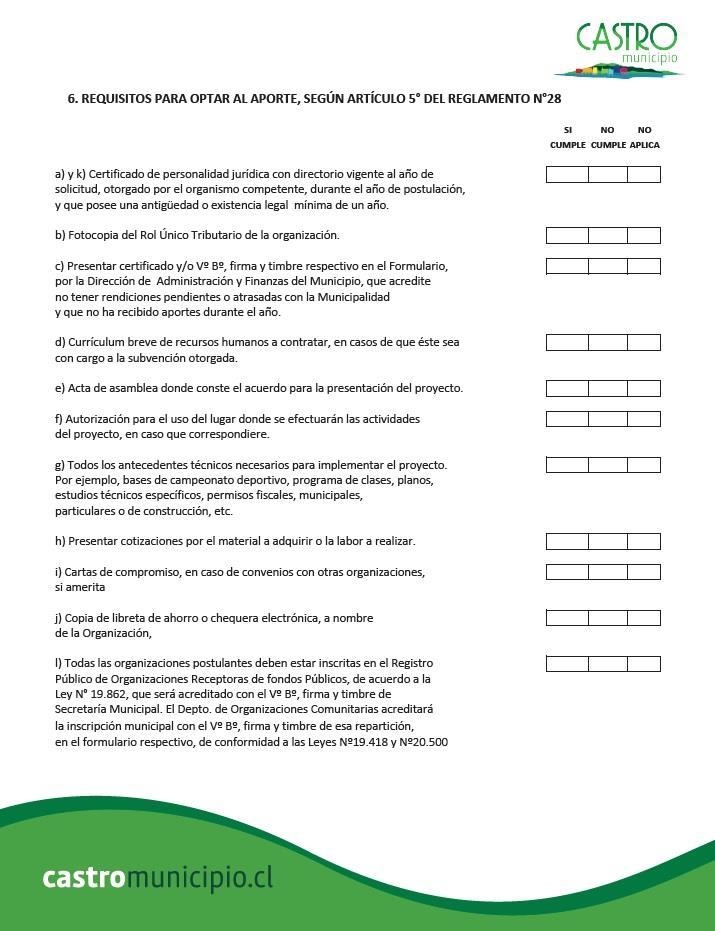 CASTRO
municipio
6. REQUISITOS PARA OPTAR AL APORTE, SEGÚN ARTÍCULO 5° DEL REGLAMENTO N°28
SI NO NO
CUMPLE CUMPLE APLICA
a) y k) Certificado de personalidad jurídica con directorio vigente al año de
solicitud, otorgado por el organismo competente, durante el año de postulación,
y que posee una antigüedad o existencia legal mínima de un año.
b) Fotocopia del Rol Único Tributario de la organización.
c) Presentar certificado y/o Vº Bº, firma y timbre respectivo en el Formulario,
por la Dirección de Administración y Finanzas del Municipio, que acredite
no tener rendiciones pendientes o atrasadas con la Municipalidad
y que no ha recibido aportes durante el año.
d) Currículum breve de recursos humanos a contratar, en casos de que éste sea
con cargo a la subvención otorgada.
e) Acta de asamblea donde conste el acuerdo para la presentación del proyecto.
f) Autorización para el uso del lugar donde se efectuarán las actividades
del proyecto, en caso que correspondiere.
g) Todos los antecedentes técnicos necesarios para implementar el proyecto.
Por ejemplo, bases de campeonato deportivo, programa de clases, planos,
estudios técnicos específicos, permisos fiscales, municipales,
particulares o de construcción, etc.
h) Presentar cotizaciones por el material a adquirir o la labor a realizar.
i) Cartas de compromiso, en caso de convenios con otras organizaciones,
si amerita
j) Copia de libreta de ahorro o chequera electrónica, a nombre
de la Organización,
l) Todas las organizaciones postulantes deben estar inscritas en el Registro
Público de Organizaciones Receptoras de fondos Públicos, de acuerdo a la
Ley N° 19.862, que será acreditado con el Vº Bº, firma y timbre de
Secretaría Municipal. El Depto. de Organizaciones Comunitarias acreditará
la inscripción municipal con el Vº Bº, firma y timbre de esa repartición,
en el formulario respectivo, de conformidad a las Leyes Nº19.418 y Nº20.500
castromunicipio.cl